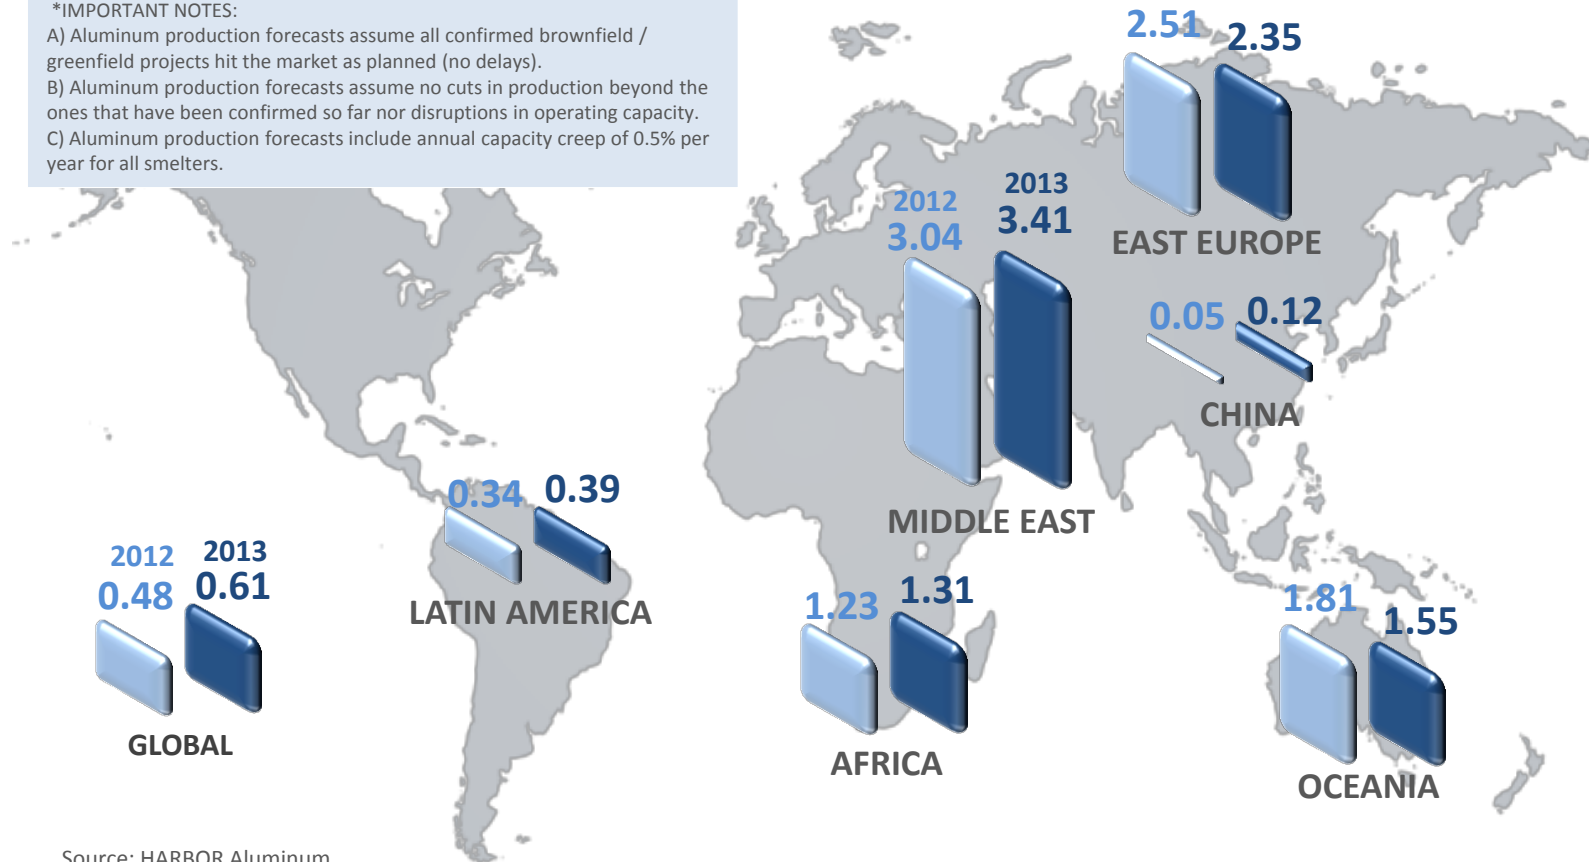 *IMPORTANT NOTES:
A) Aluminum production forecasts assume all confirmed brownfield /
greenfield projects hit the market as planned (no delays).
B) Aluminum production forecasts assume no cuts in production beyond the
ones that have been confirmed so far nor disruptions in operating capacity.
C) Aluminum production forecasts include annual capacity creep of 0.5% per
year for all smelters.
2.51 2.35
EAST EUROPE
2012 2013
3.04 3.41
MIDDLE EAST
0.05 0.12
CHINA
0.34 0.39
LATIN AMERICA
2012 2013
0.48 0.61
GLOBAL
1.23 1.31
AFRICA
1.81 1.55
OCEANIA
Source: HARBOR Aluminum